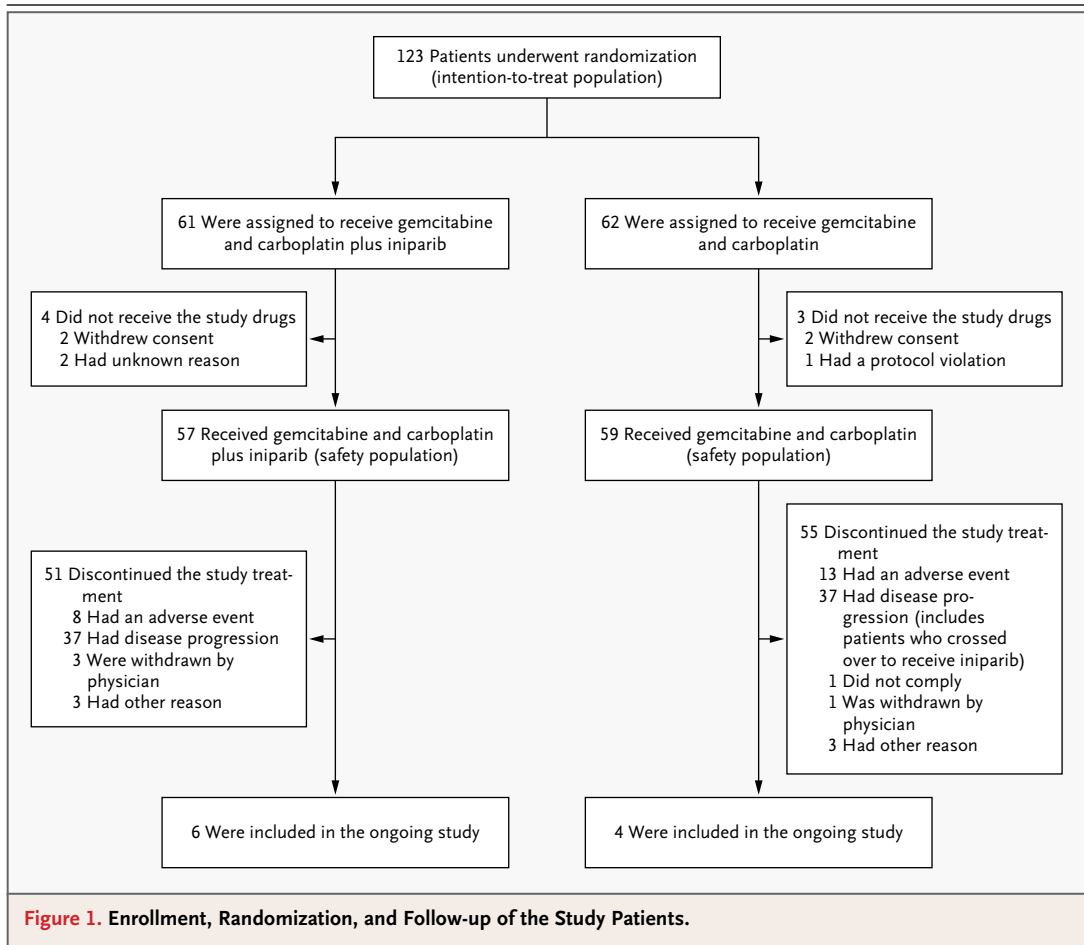 123 Patients underwent randomization
(intention-to-treat population)
61 Were assigned to receive gemcitabine
and carboplatin plus iniparib
62 Were assigned to receive gemcitabine
and carboplatin
4 Did not receive the study drugs
2 Withdrew consent
2 Had unknown reason
3 Did not receive the study drugs
2 Withdrew consent
1 Had a protocol violation
57 Received gemcitabine and carboplatin
plus iniparib (safety population)
59 Received gemcitabine and carboplatin
(safety population)
51 Discontinued the study treat-
ment
8 Had an adverse event
37 Had disease progression
3 Were withdrawn by
physician
3 Had other reason
55 Discontinued the study treat-
ment
13 Had an adverse event
37 Had disease pro-
gression (includes
patients who crossed
over to receive iniparib)
1 Did not comply
1 Was withdrawn by
physician
3 Had other reason
6 Were included in the ongoing study
4 Were included in the ongoing study
Figure 1. Enrollment, Randomization, and Follow-up of the Study Patients.